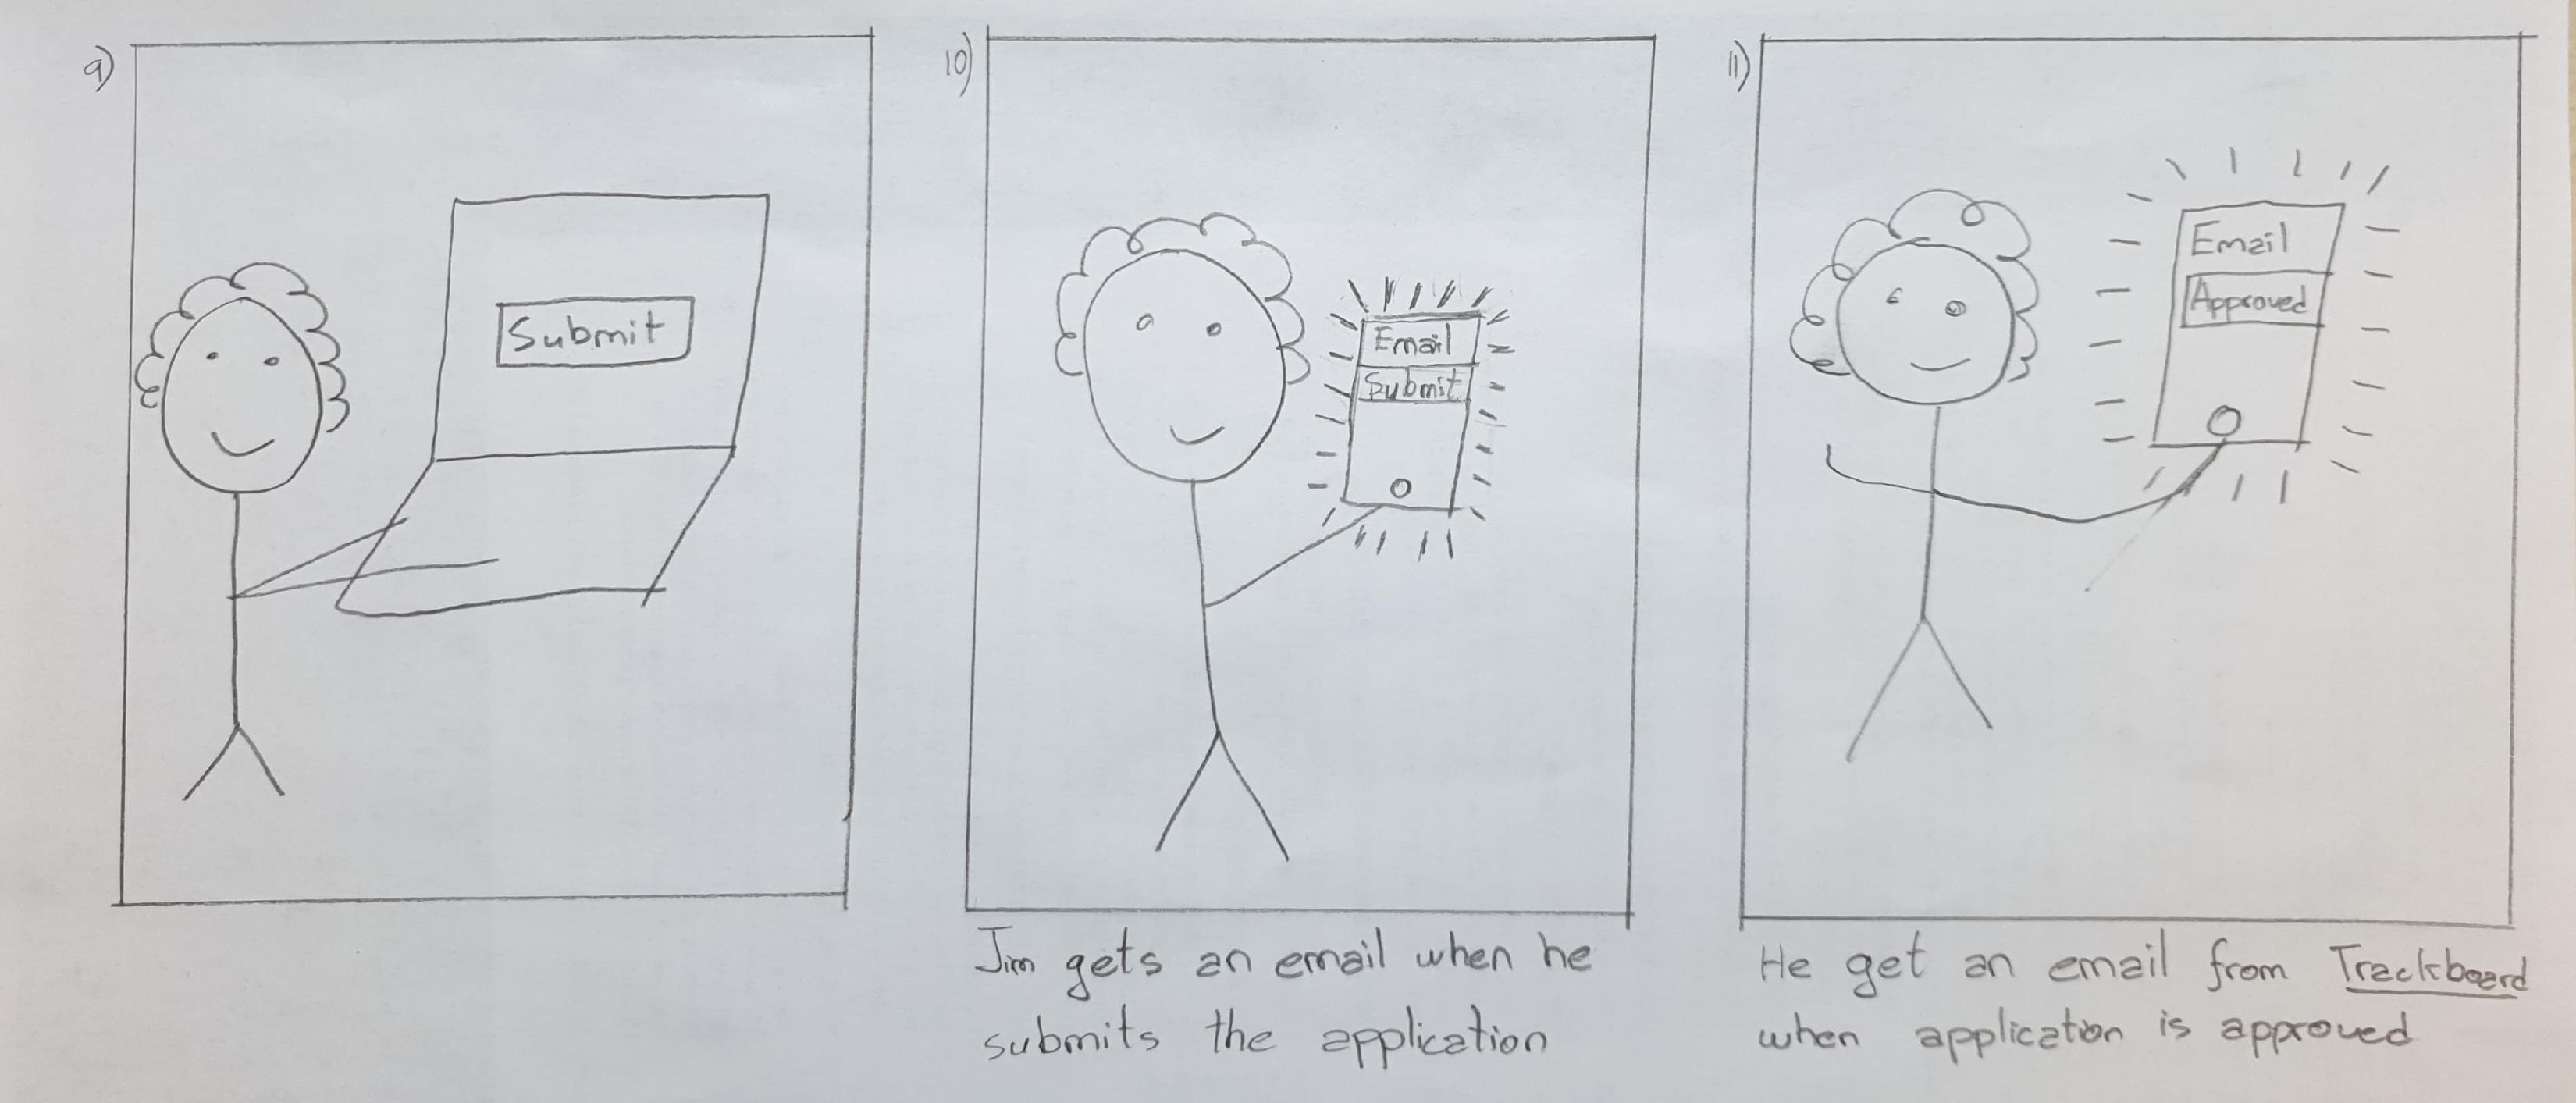 9)
Submit
10)
Email
Submit
Jim gets an email when he
submits the application
11)
Email
Approved
He get an email from Trackboard
when application is approved